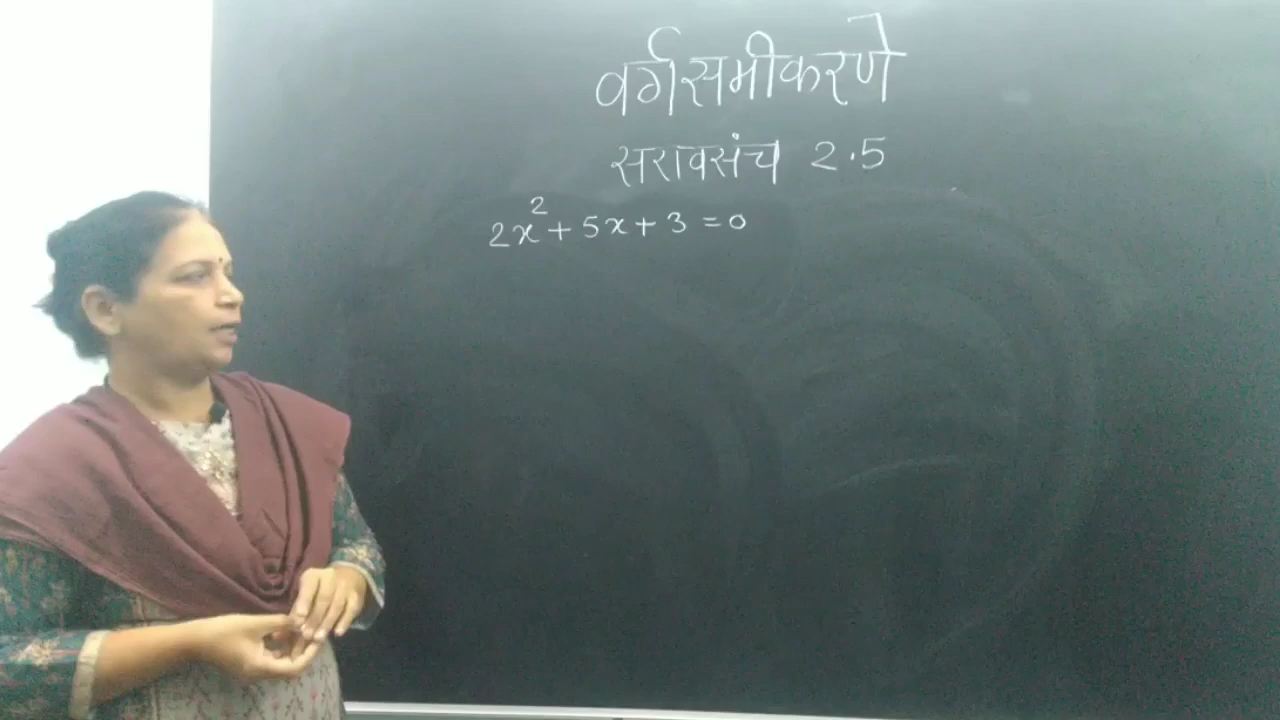 वर्गसमीकरणे
सरावसंच 2.5
2x² + 5x + 3 = 0